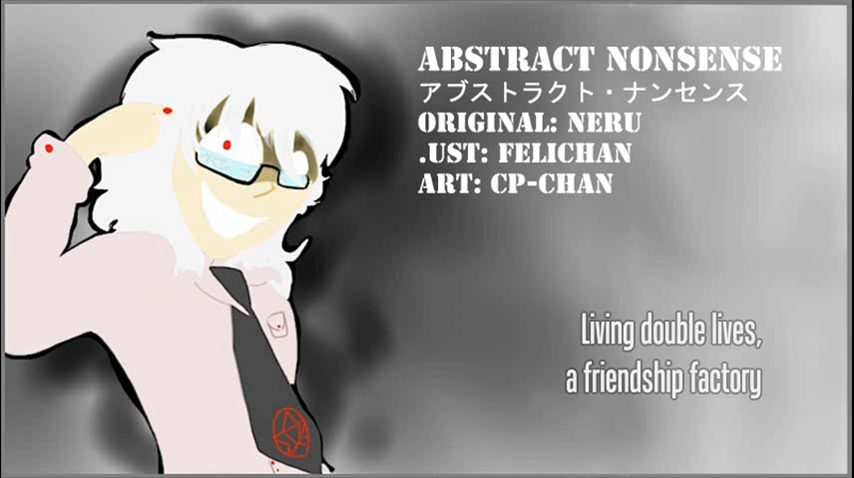 ABSTRACT NONSENSE
アブストラクト・ナンセンス
ORIGINAL: NERU
.UST: FELICHAN
ART: CP-CHAN
Living double lives,
a friendship factory